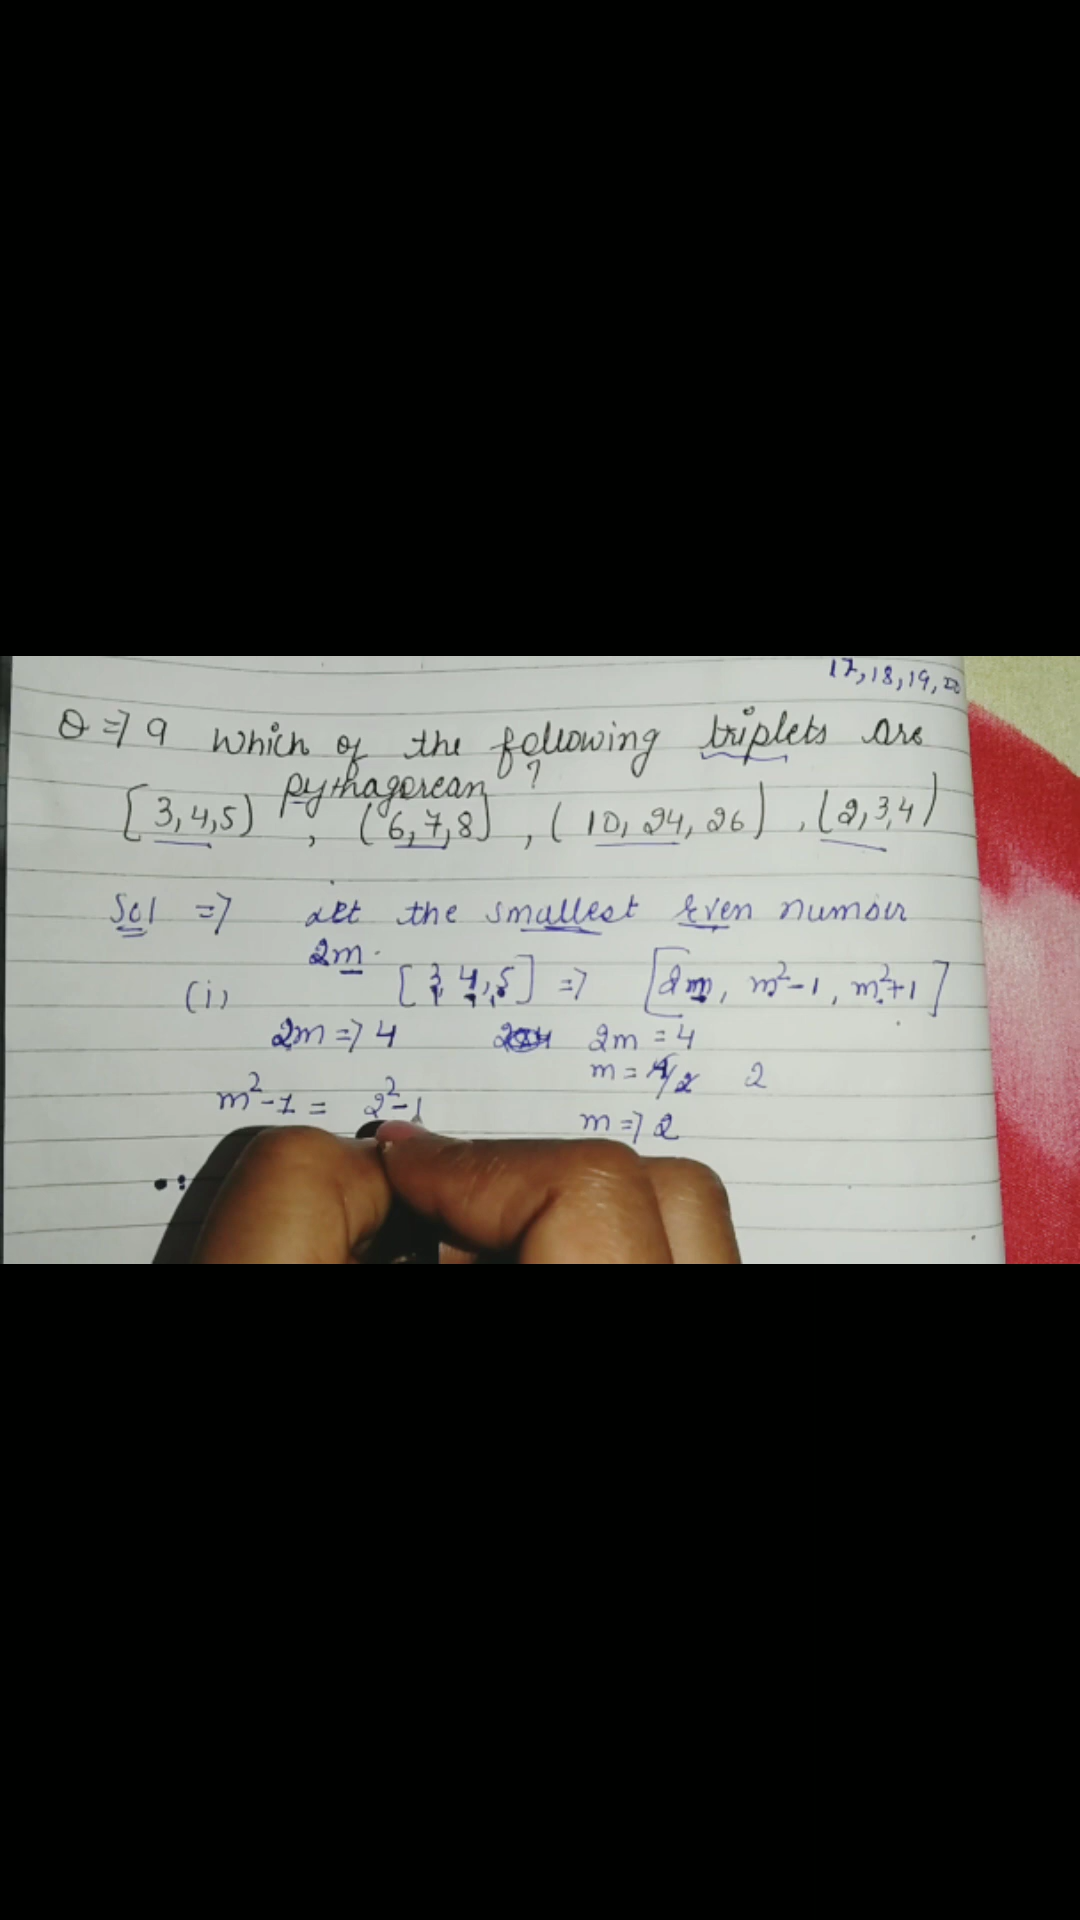 17,18,19,20
Q => 9 Which of the following triplets are
pythagorean ?
[3,4,5) , (6,7,8] , ( 10, 24, 26 ) , (2,3,4)
Sol => Let the smallest even number
2m.
(i) [3,4,5] => [2m, m²-1, m²+1]
2m => 4 2m = 4
m = 4/2 2
m²-1 = 2²-1 m => 2